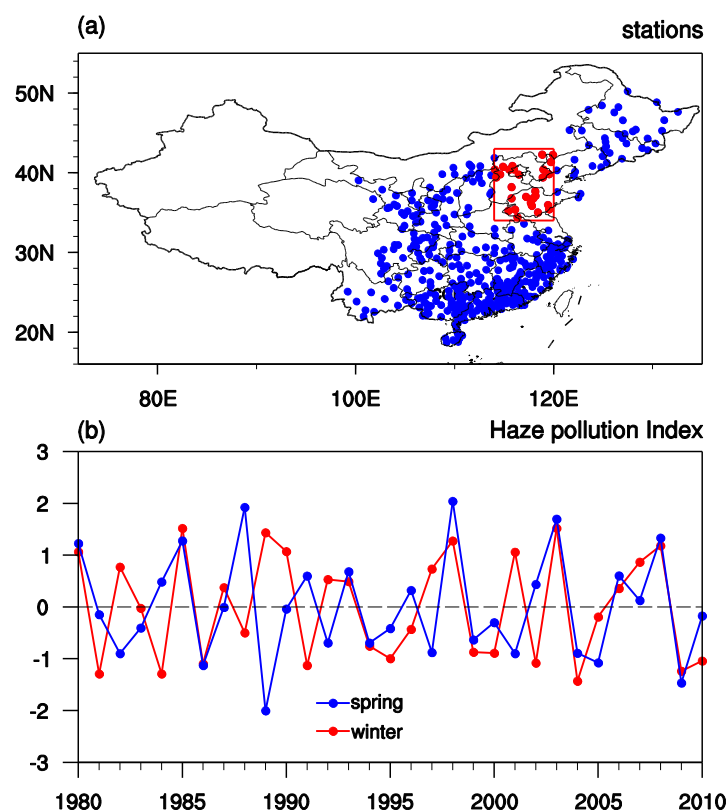 (a) stations
50N
40N
30N
20N
80E 100E 120E
(b) Haze pollution Index
3
2
1
0
-1
-2
-3
spring
winter
1980 1985 1990 1995 2000 2005 2010